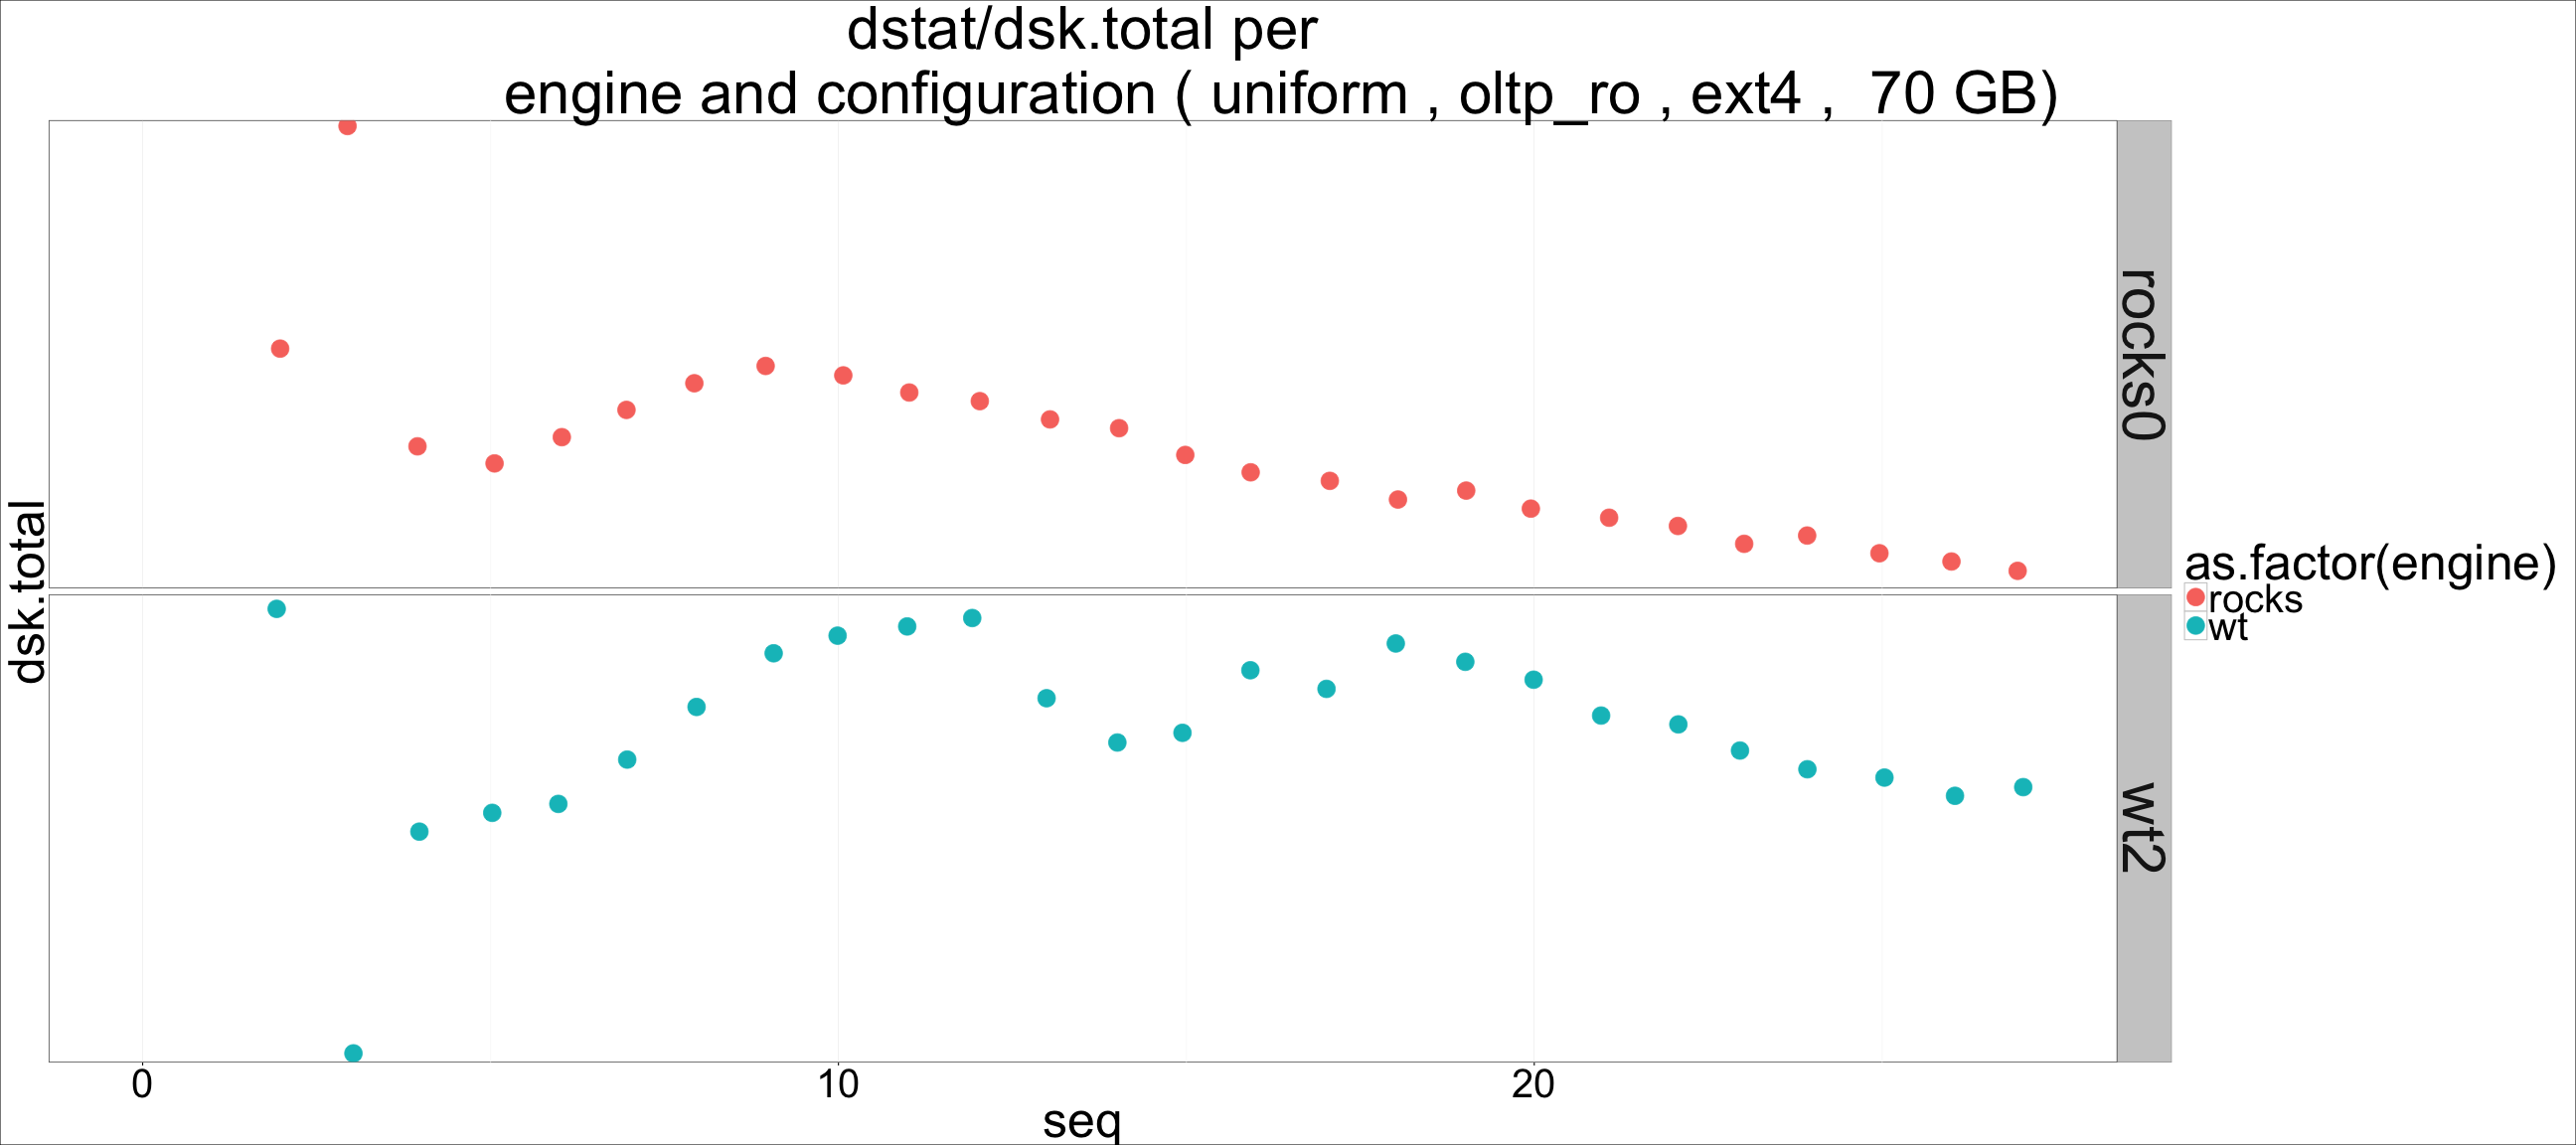 dstat/dsk.total per
engine and configuration ( uniform , oltp_ro , ext4 ,  70 GB)
dsk.total
rocks0
wt2
0
10
20
seq
as.factor(engine)
rocks
wt